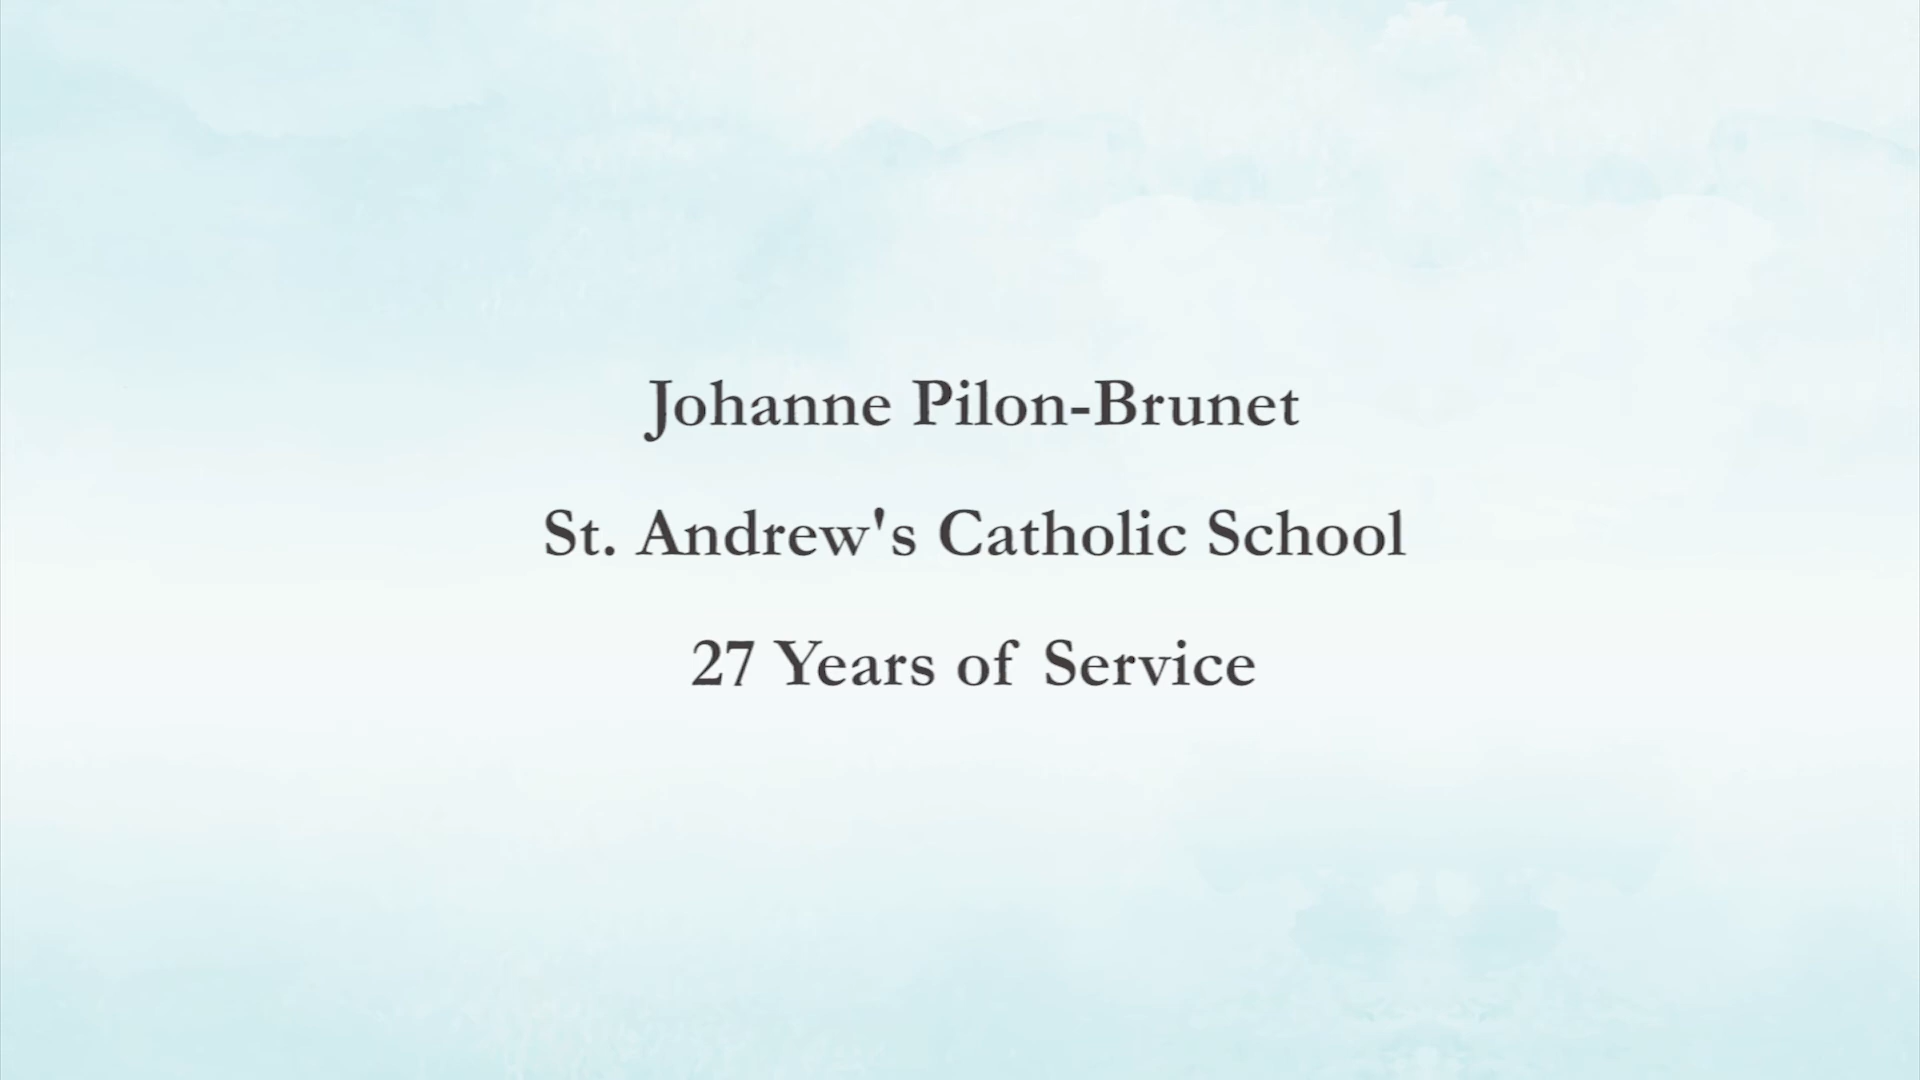 Johanne Pilon-Brunet
St. Andrew's Catholic School
27 Years of Service